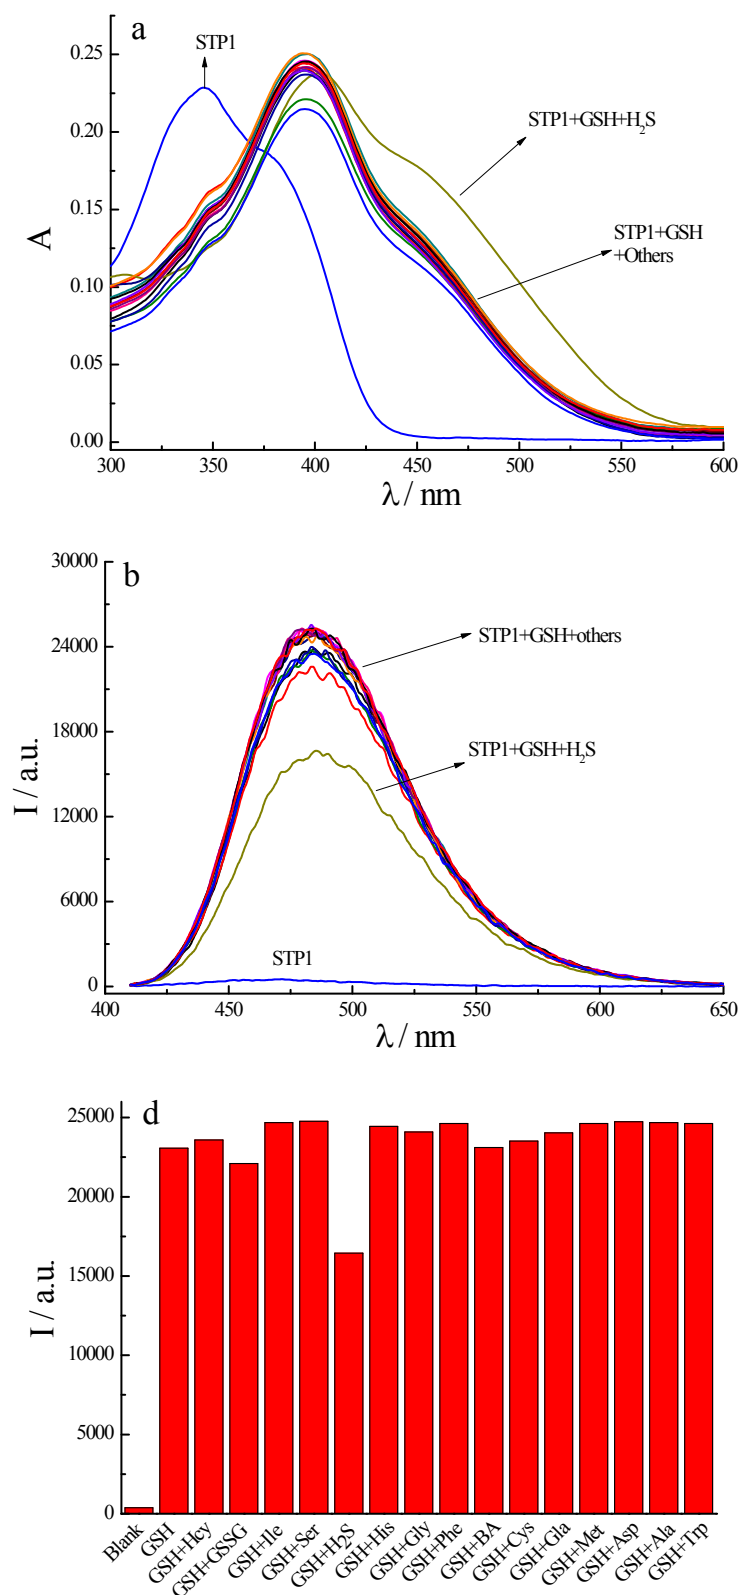 a
STP1
0.25
0.20
0.15
0.10
0.05
0.00
A
STP1+GSH+H₂S
STP1+GSH
+Others
300 350 400 450 500 550 600
λ / nm
b
30000
24000
18000
12000
6000
0
I / a.u.
STP1+GSH+others
STP1+GSH+H₂S
STP1
400 450 500 550 600 650
λ / nm
d
25000
20000
15000
10000
5000
0
I / a.u.
Blank
GSH
GSH+Hcy
GSH+GSSG
GSH+Ile
GSH+Ser
GSH+H2S
GSH+His
GSH+Gly
GSH+Phe
GSH+BA
GSH+Cys
GSH+Gla
GSH+Met
GSH+Asp
GSH+Ala
GSH+Trp